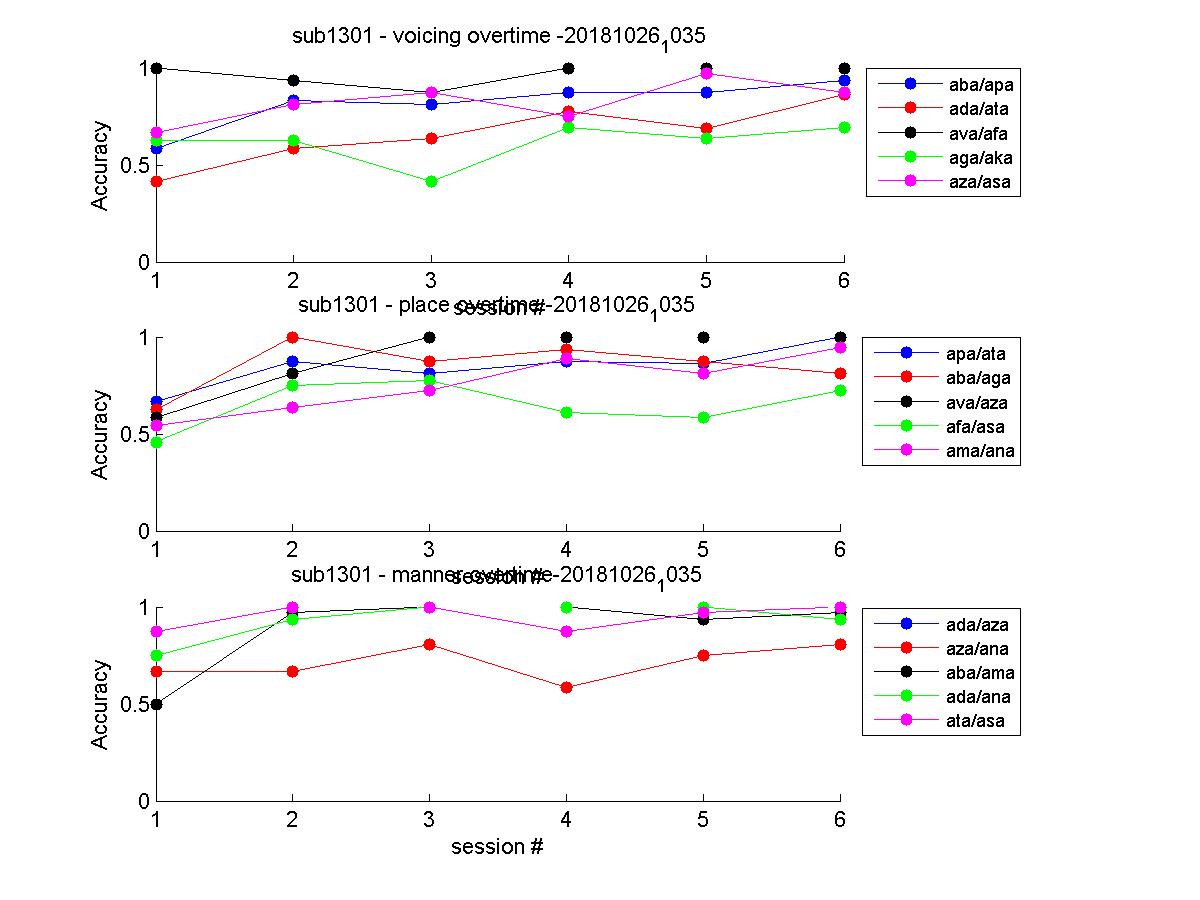 sub1301 - voicing overtime -20181026₁035
1
0.5
0
Accuracy
1 2 3 4 5 6
session #
aba/apa
ada/ata
ava/afa
aga/aka
aza/asa
sub1301 - place overtime -20181026₁035
1
0.5
0
Accuracy
1 2 3 4 5 6
session #
apa/ata
aba/aga
ava/aza
afa/asa
ama/ana
sub1301 - manner overtime -20181026₁035
1
0.5
0
Accuracy
1 2 3 4 5 6
session #
ada/aza
aza/ana
aba/ama
ada/ana
ata/asa